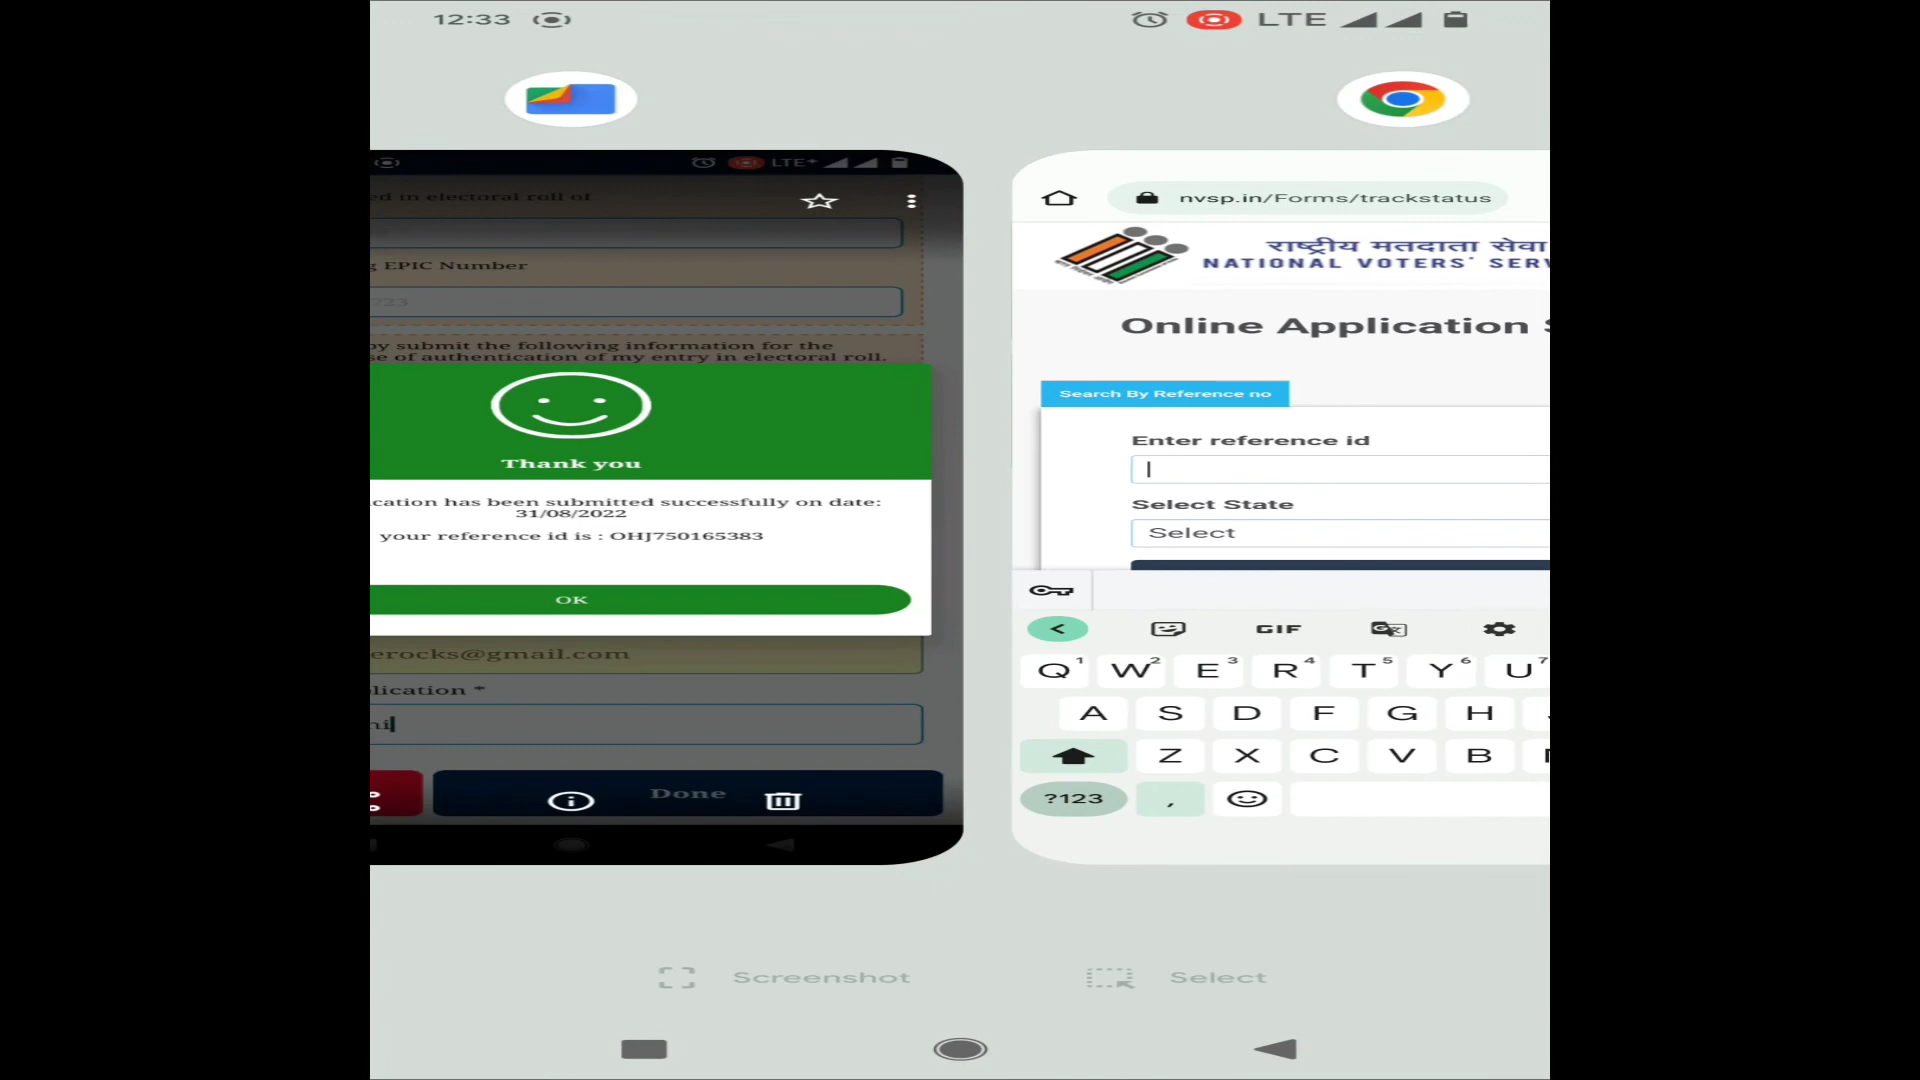 12:33
LTE
LTE+
ed in electoral roll of
EPIC Number
?23
by submit the following information for the
se of authentication of my entry in electoral roll.
Thank you
cation has been submitted successfully on date:
31/08/2022
your reference id is : OHJ750165383
OK
erocks@gmail.com
lication *
ni
Done
nvsp.in/Forms/trackstatus
राष्ट्रीय मतदाता सेवा
NATIONAL VOTERS' SERV
Online Application S
Search By Reference no
Enter reference id
Select State
Select
GIF
Q1 W2 E3 R4 T5 Y6 U7
A S D F G H
Z X C V B
?123 ,
Screenshot
Select